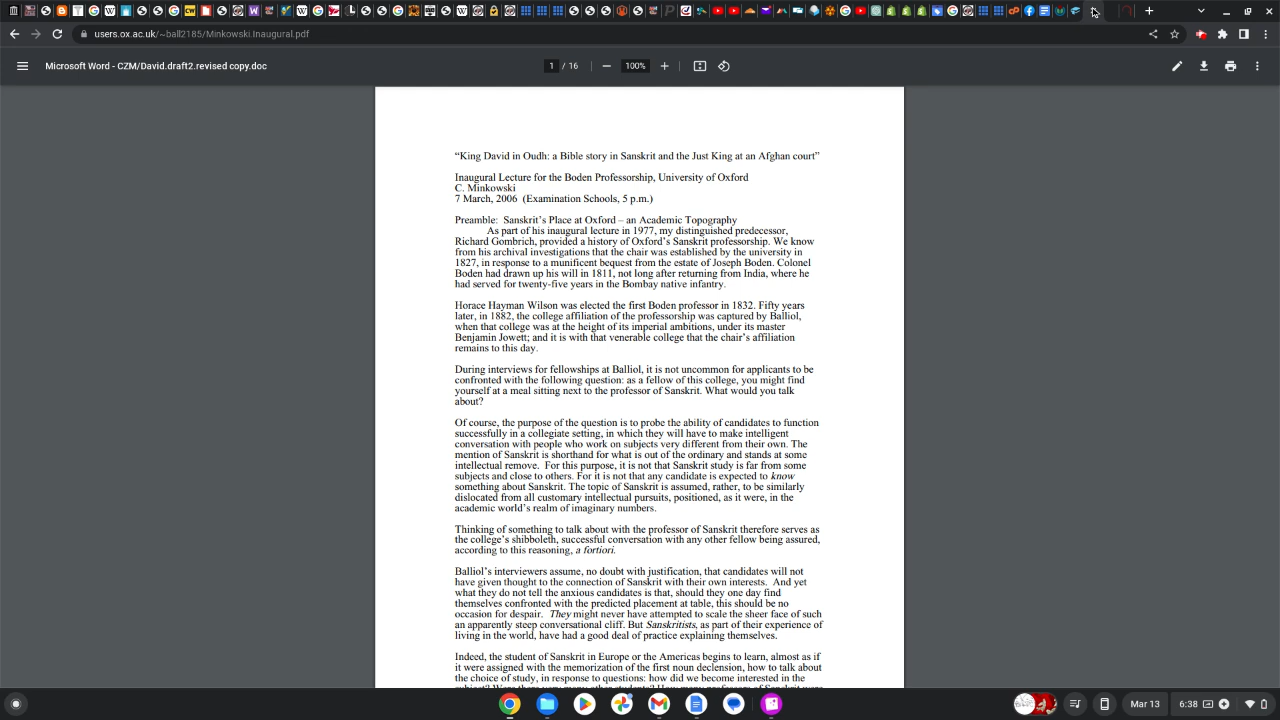 users.ox.ac.uk/~ball2185/Minkowski.Inaugural.pdf
Microsoft Word - CZM/David.draft2.revised copy.doc
1 / 16
100%
“King David in Oudh: a Bible story in Sanskrit and the Just King at an Afghan court”
Inaugural Lecture for the Boden Professorship, University of Oxford
C. Minkowski
7 March, 2006 (Examination Schools, 5 p.m.)
Preamble: Sanskrit’s Place at Oxford – an Academic Topography
As part of his inaugural lecture in 1977, my distinguished predecessor,
Richard Gombrich, provided a history of Oxford’s Sanskrit professorship. We know
from his archival investigations that the chair was established by the university in
1827, in response to a munificent bequest from the estate of Joseph Boden. Colonel
Boden had drawn up his will in 1811, not long after returning from India, where he
had served for twenty-five years in the Bombay native infantry.
Horace Hayman Wilson was elected the first Boden professor in 1832. Fifty years
later, in 1882, the college affiliation of the professorship was captured by Balliol,
when that college was at the height of its imperial ambitions, under its master
Benjamin Jowett; and it is with that venerable college that the chair’s affiliation
remains to this day.
During interviews for fellowships at Balliol, it is not uncommon for applicants to be
confronted with the following question: as a fellow of this college, you might find
yourself at a meal sitting next to the professor of Sanskrit. What would you talk
about?
Of course, the purpose of the question is to probe the ability of candidates to function
successfully in a collegiate setting, in which they will have to make intelligent
conversation with people who work on subjects very different from their own. The
mention of Sanskrit is shorthand for what is out of the ordinary and stands at some
intellectual remove. For this purpose, it is not that Sanskrit study is far from some
subjects and close to others. For it is not that any candidate is expected to know
something about Sanskrit. The topic of Sanskrit is assumed, rather, to be similarly
dislocated from all customary intellectual pursuits, positioned, as it were, in the
academic world’s realm of imaginary numbers.
Thinking of something to talk about with the professor of Sanskrit therefore serves as
the college’s shibboleth, successful conversation with any other fellow being assured,
according to this reasoning, a fortiori.
Balliol’s interviewers assume, no doubt with justification, that candidates will not
have given thought to the connection of Sanskrit with their own interests. And yet
what they do not tell the anxious candidates is that, should they one day find
themselves confronted with the predicted placement at table, this should be no
occasion for despair. They might never have attempted to scale the sheer face of such
an apparently steep conversational cliff. But Sanskritists, as part of their experience of
living in the world, have had a good deal of practice explaining themselves.
Indeed, the student of Sanskrit in Europe or the Americas begins to learn, almost as if
it were assigned with the memorization of the first noun declension, how to talk about
the choice of study, in response to questions: how did we become interested in the
Mar 13
6:38